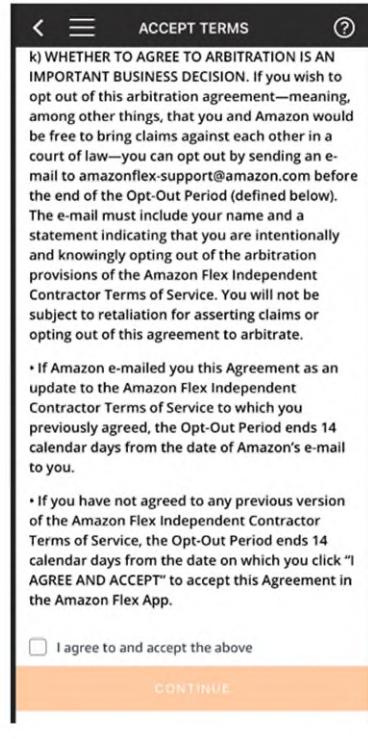 ACCEPT TERMS
k) WHETHER TO AGREE TO ARBITRATION IS AN
IMPORTANT BUSINESS DECISION. If you wish to
opt out of this arbitration agreement—meaning,
among other things, that you and Amazon would
be free to bring claims against each other in a
court of law—you can opt out by sending an e-
mail to amazonflex-support@amazon.com before
the end of the Opt-Out Period (defined below).
The e-mail must include your name and a
statement indicating that you are intentionally
and knowingly opting out of the arbitration
provisions of the Amazon Flex Independent
Contractor Terms of Service. You will not be
subject to retaliation for asserting claims or
opting out of this agreement to arbitrate.
• If Amazon e-mailed you this Agreement as an
update to the Amazon Flex Independent
Contractor Terms of Service to which you
previously agreed, the Opt-Out Period ends 14
calendar days from the date of Amazon's e-mail
to you.
• If you have not agreed to any previous version
of the Amazon Flex Independent Contractor
Terms of Service, the Opt-Out Period ends 14
calendar days from the date on which you click "I
AGREE AND ACCEPT" to accept this Agreement in
the Amazon Flex App.
I agree to and accept the above
CONTINUE